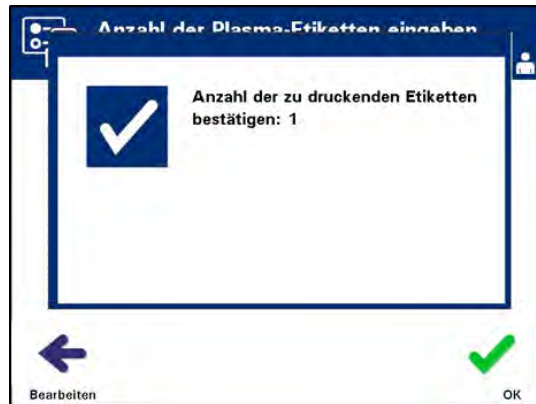 Anzahl der Plasma-Etiketten eingeben
Anzahl der zu druckenden Etiketten
bestätigen: 1
Bearbeiten
OK